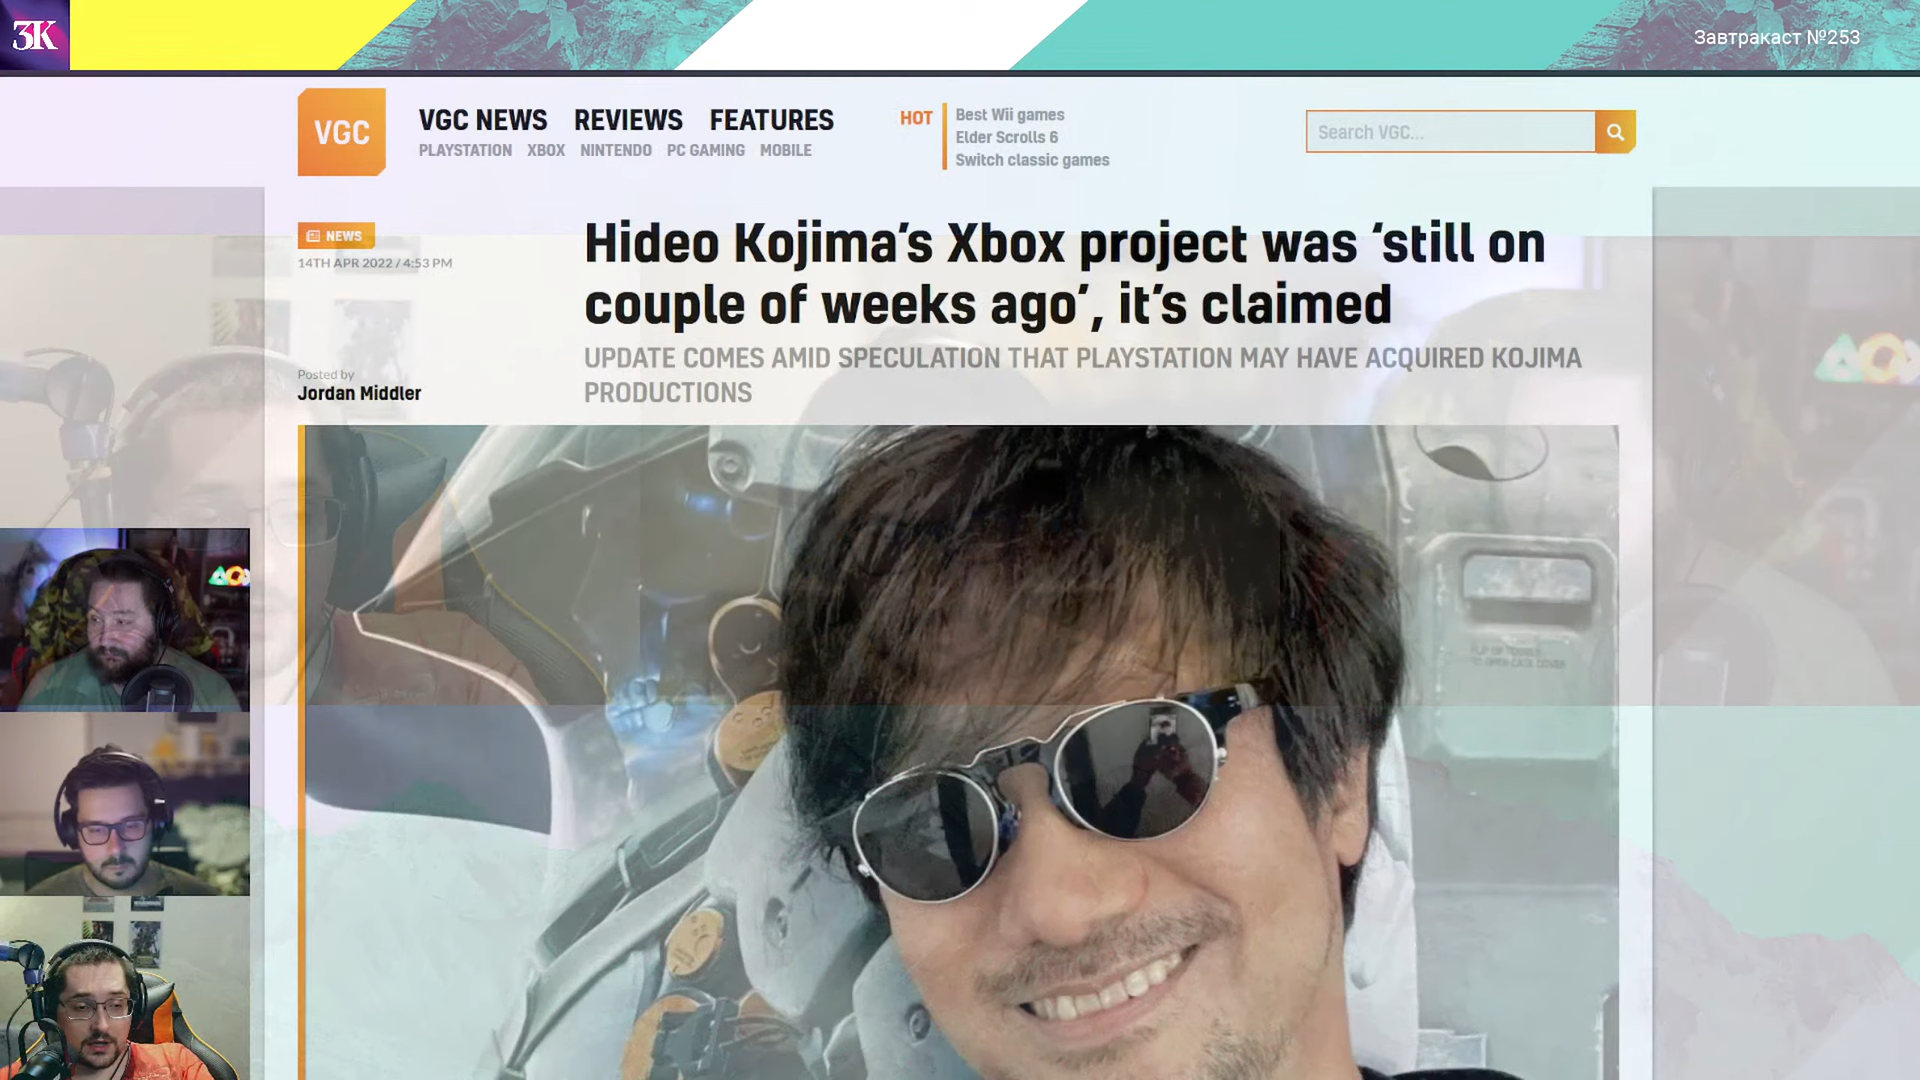 3K
Завтракаст №253
VGC
VGC NEWS REVIEWS FEATURES
PLAYSTATION XBOX NINTENDO PC GAMING MOBILE
HOT
Best Wii games
Elder Scrolls 6
Switch classic games
Search VGC...
NEWS
14TH APR 2022 / 4:53 PM
Hideo Kojima’s Xbox project was ‘still on
couple of weeks ago’, it’s claimed
UPDATE COMES AMID SPECULATION THAT PLAYSTATION MAY HAVE ACQUIRED KOJIMA
PRODUCTIONS
Posted by
Jordan Middler